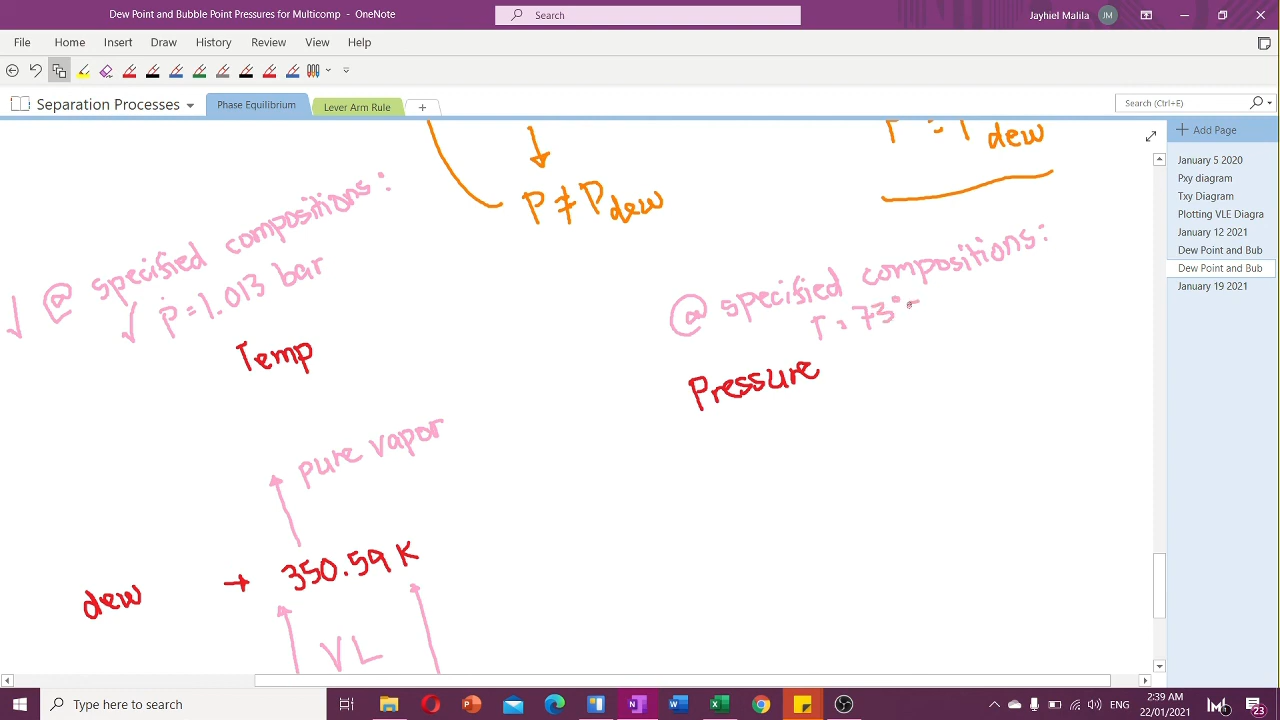 Dew Point and Bubble Point Pressures for Multicomp... - OneNote
Search
Jayhiel Malila
JM
File Home Insert Draw History Review View Help
Separation Processes
Phase Equilibrium
Lever Arm Rule
Search (Ctrl+E)
Add Page
January 5 2020
Pxy diagram
Txy Diagram
Plotting VLE Diagra
January 12 2021
Dew Point and Bub
Dew Point and Bub
January 19 2021
dew
P ≠ P dew
√ @ specified compositions:
√ P = 1.013 bar
Temp
@ specified compositions:
T = 73°
Pressure
pure vapor
dew → 350.59 K
VL
Type here to search
ENG
2:39 AM
22/01/2021
23